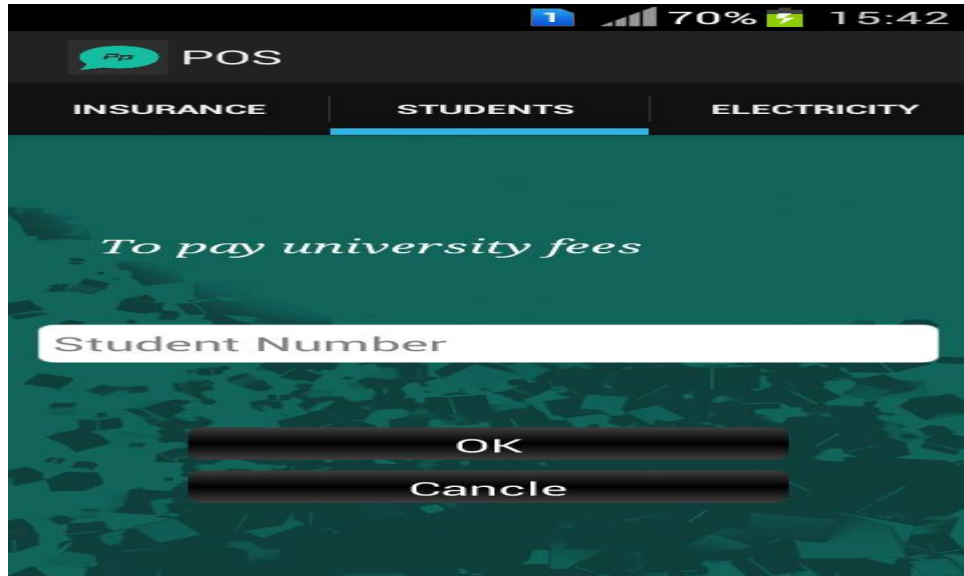 1 70% 15:42
Pp POS
INSURANCE STUDENTS ELECTRICITY
To pay university fees
Student Number
OK
Cancle